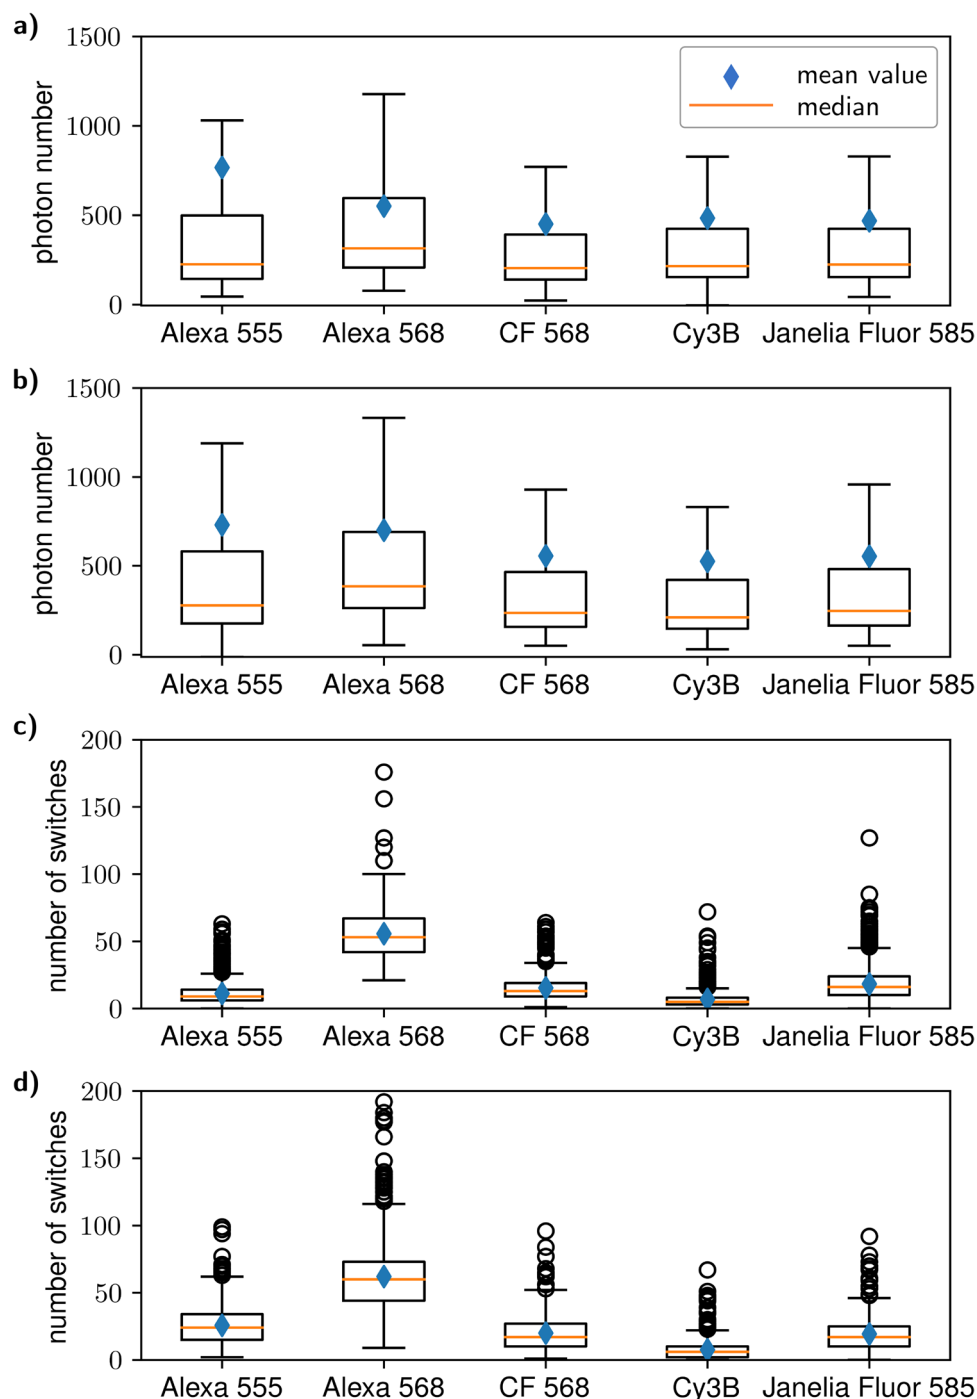 a)
1500
mean value
median
1000
photon number
500
0
Alexa 555 Alexa 568 CF 568 Cy3B Janelia Fluor 585
b)
1500
1000
photon number
500
0
Alexa 555 Alexa 568 CF 568 Cy3B Janelia Fluor 585
c)
200
150
number of switches
100
50
0
Alexa 555 Alexa 568 CF 568 Cy3B Janelia Fluor 585
d)
200
150
number of switches
100
50
0
Alexa 555 Alexa 568 CF 568 Cy3B Janelia Fluor 585